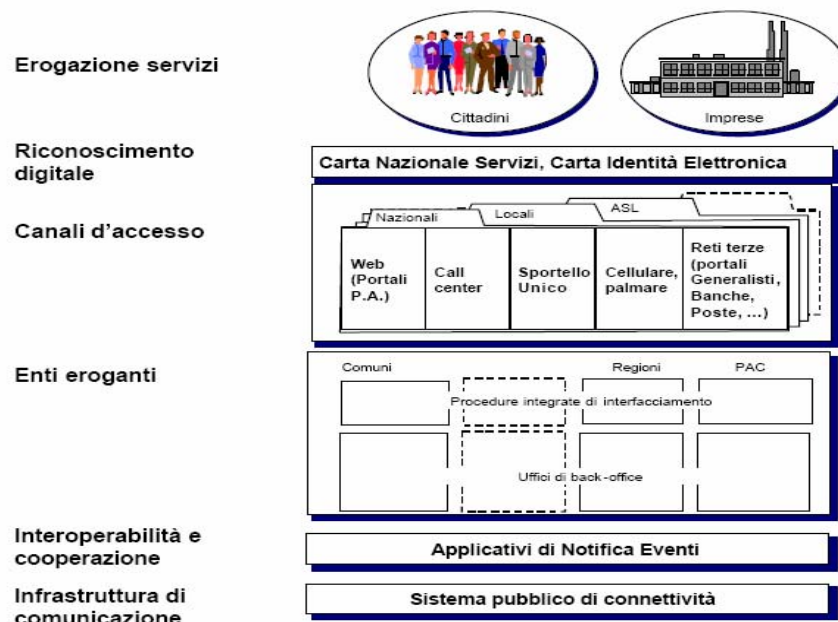 Erogazione servizi
Cittadini
Imprese
Riconoscimento
digitale
Carta Nazionale Servizi, Carta Identità Elettronica
Canali d'accesso
Nazionali
Locali
ASL
Web
(Portali
P.A.)
Call
center
Sportello
Unico
Cellulare,
palmare
Reti terze
(portali
Generalisti,
Banche,
Poste, ...)
Enti eroganti
Comuni
Regioni
PAC
Procedure integrate di interfacciamento
Uffici di back-office
Interoperabilità e
cooperazione
Applicativi di Notifica Eventi
Infrastruttura di
comunicazione
Sistema pubblico di connettività